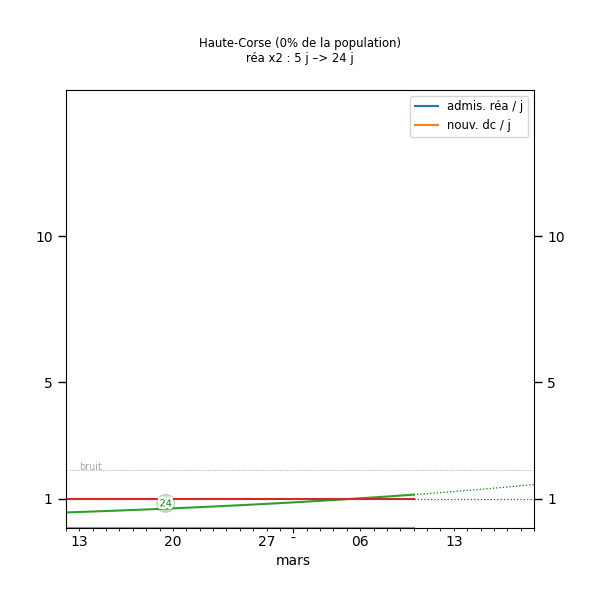 Haute-Corse (0% de la population)
réa x2 : 5 j –> 24 j
admis. réa / j
nouv. dc / j
10 10
5 5
bruit
1 24 1
13 20 27 - 06 13
mars